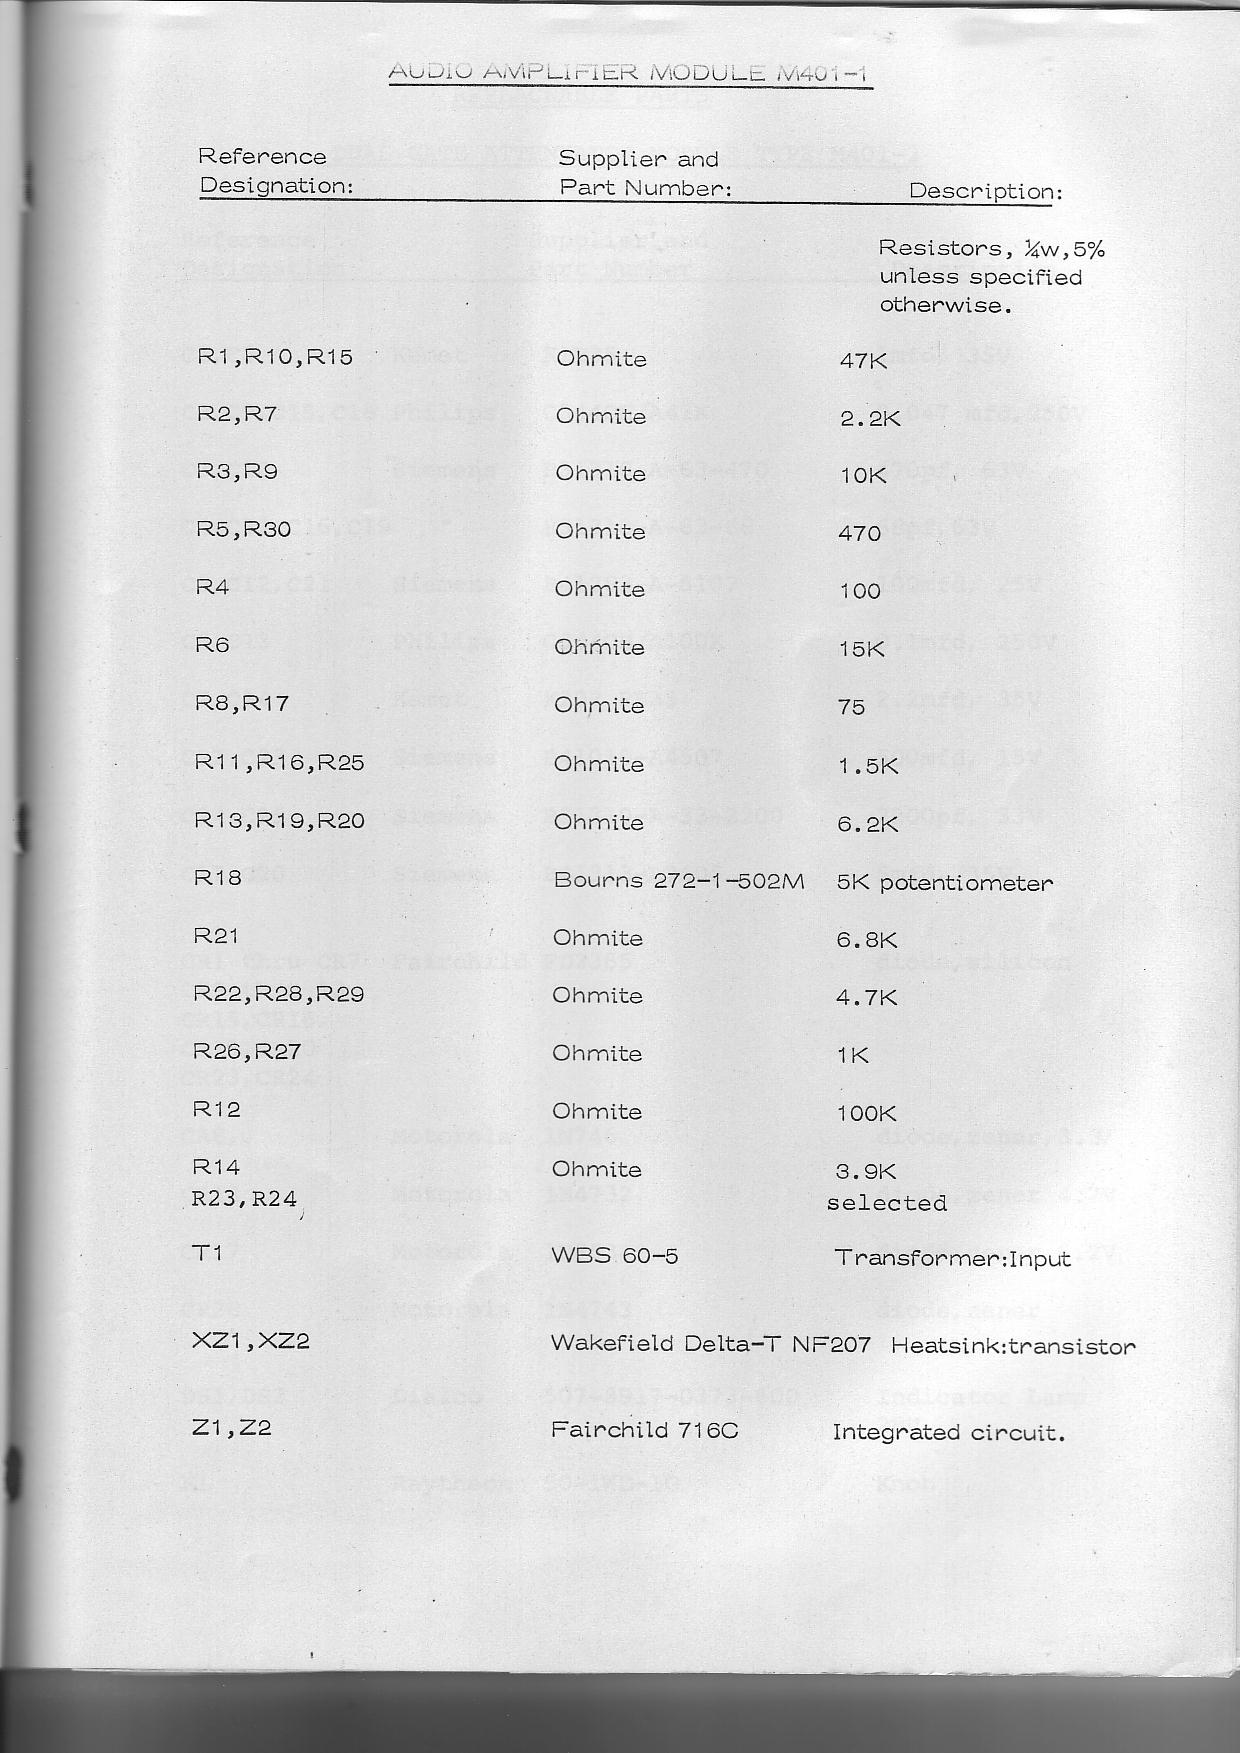 AUDIO AMPLIFIER MODULE M401-1
Reference Designation: Supplier and Part Number: Description:
Resistors, ¼w,5%
unless specified
otherwise.
R1,R10,R15 Ohmite 47K
R2,R7 Ohmite 2.2K
R3,R9 Ohmite 10K
R5,R30 Ohmite 470
R4 Ohmite 100
R6 Ohmite 15K
R8,R17 Ohmite 75
R11,R16,R25 Ohmite 1.5K
R13,R19,R20 Ohmite 6.2K
R18 Bourns 272-1-502M 5K potentiometer
R21 Ohmite 6.8K
R22,R28,R29 Ohmite 4.7K
R26,R27 Ohmite 1K
R12 Ohmite 100K
R14 Ohmite 3.9K
R23,R24 selected
T1 WBS 60-5 Transformer:Input
XZ1,XZ2 Wakefield Delta-T NF207 Heatsink:transistor
Z1,Z2 Fairchild 716C Integrated circuit.